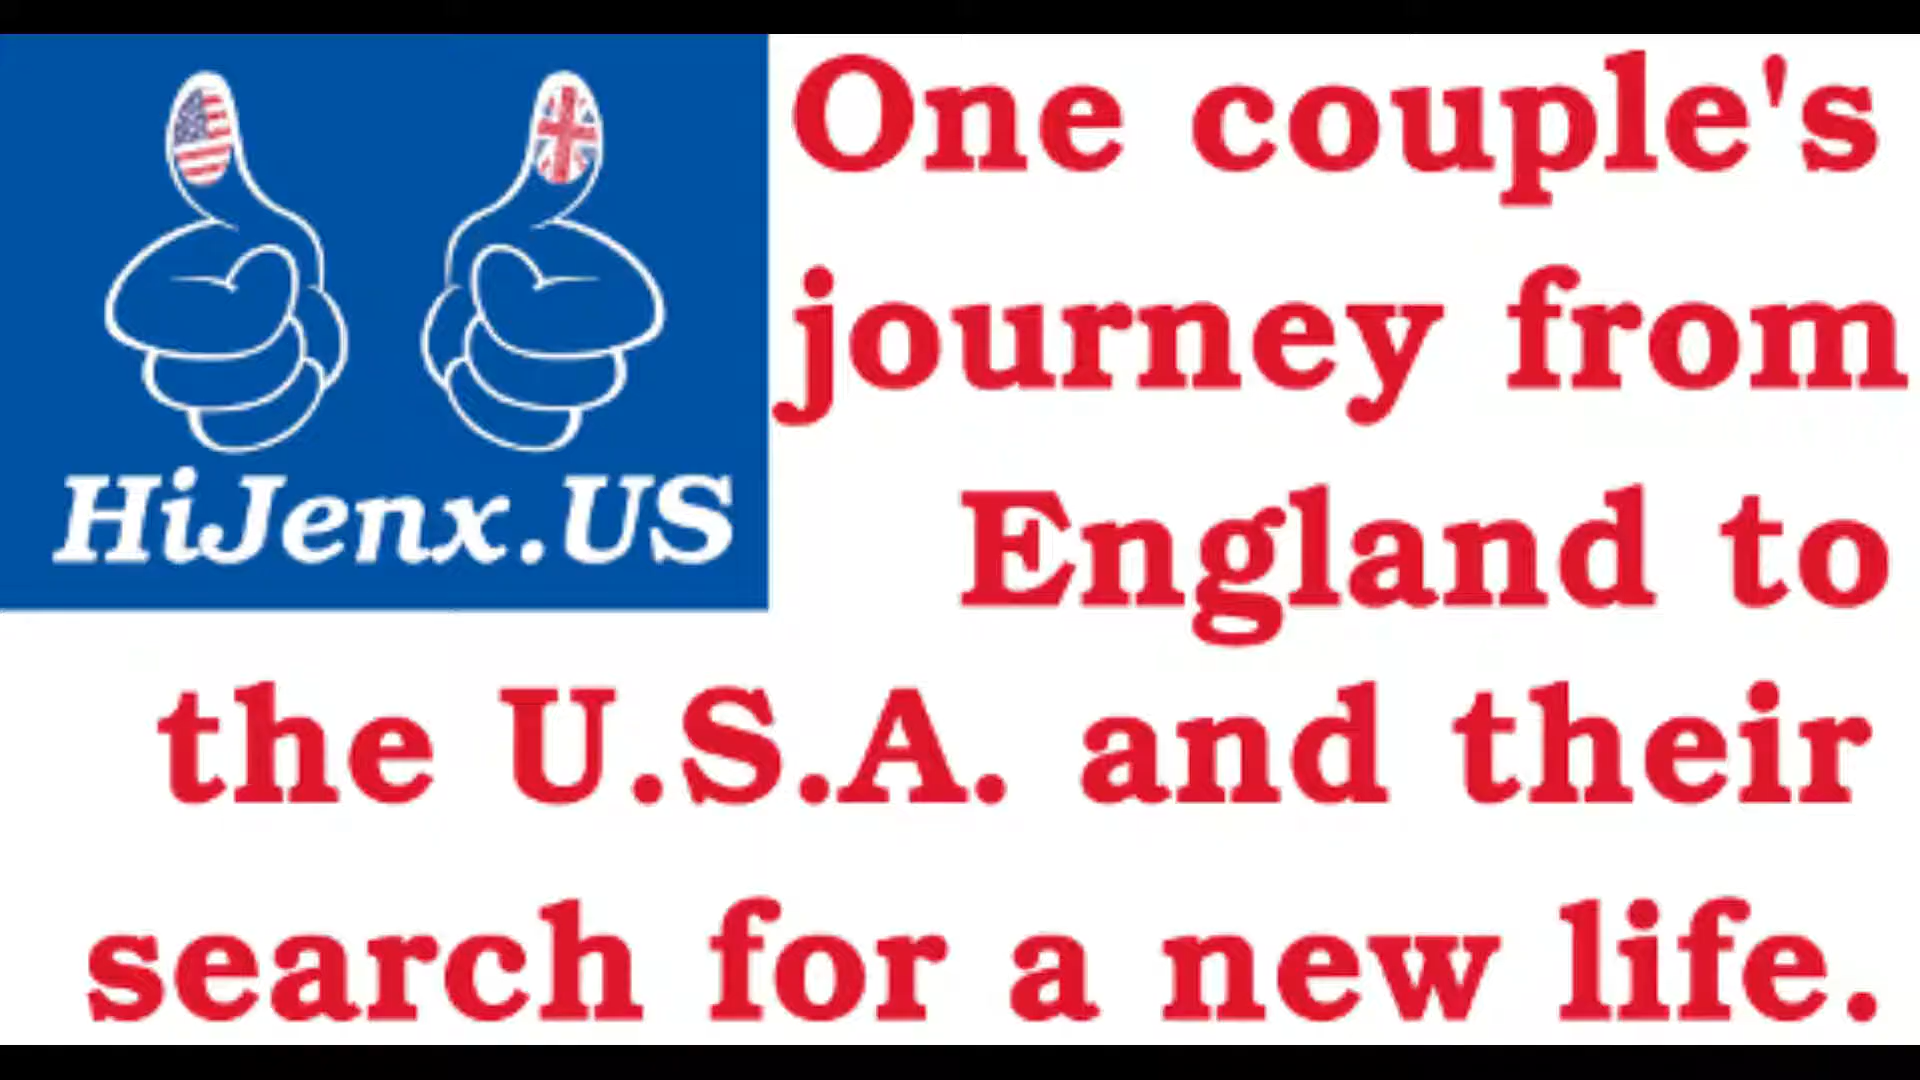 HiJenx.US
One couple's
journey from
England to
the U.S.A. and their
search for a new life.